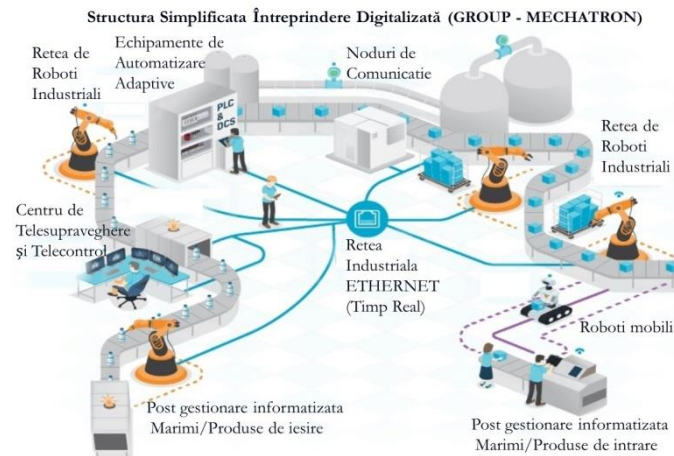 Structura Simplificata Întreprindere Digitalizată (GROUP - MECHATRON)
Retea de
Roboti
Industriali
Echipamente de
Automatizare
Adaptive
Noduri de
Comunicatie
PLC
& DCS
Retea de
Roboti
Industriali
Centru de
Telesupraveghere
și Telecontrol
Retea
Industriala
ETHERNET
(Timp Real)
Roboti mobili
Post gestionare informatizata
Marimi/Produse de iesire
Post gestionare informatizata
Marimi/Produse de intrare